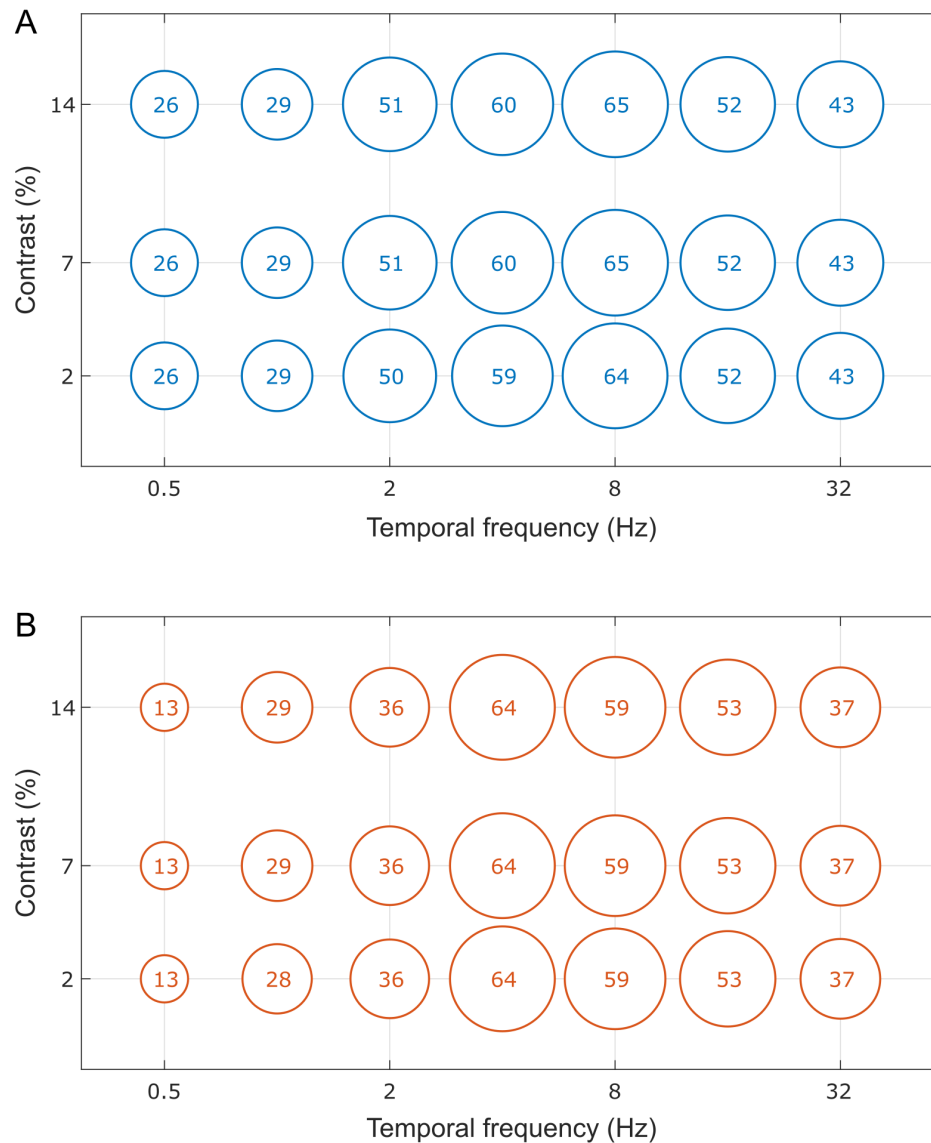 A
14 26 29 51 60 65 52 43
Contrast (%)
7 26 29 51 60 65 52 43
2 26 29 50 59 64 52 43
0.5 2 8 32
Temporal frequency (Hz)
B
14 13 29 36 64 59 53 37
Contrast (%)
7 13 29 36 64 59 53 37
2 13 28 36 64 59 53 37
0.5 2 8 32
Temporal frequency (Hz)